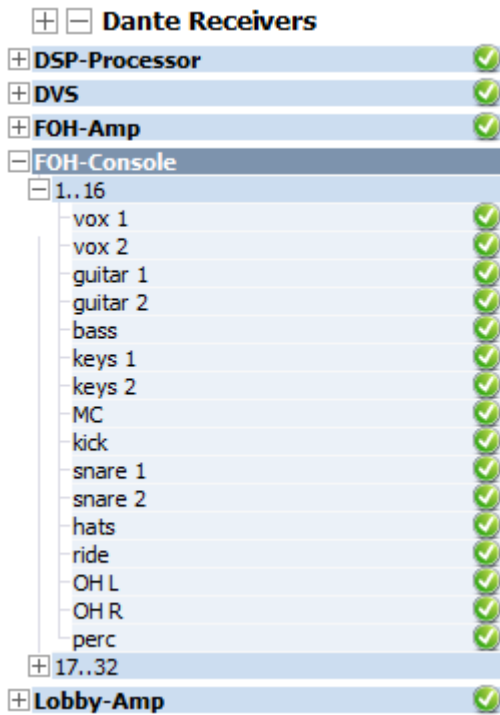 Dante Receivers
DSP-Processor
DVS
FOH-Amp
FOH-Console
1..16
vox 1
vox 2
guitar 1
guitar 2
bass
keys 1
keys 2
MC
kick
snare 1
snare 2
hats
ride
OH L
OH R
perc
17..32
Lobby-Amp